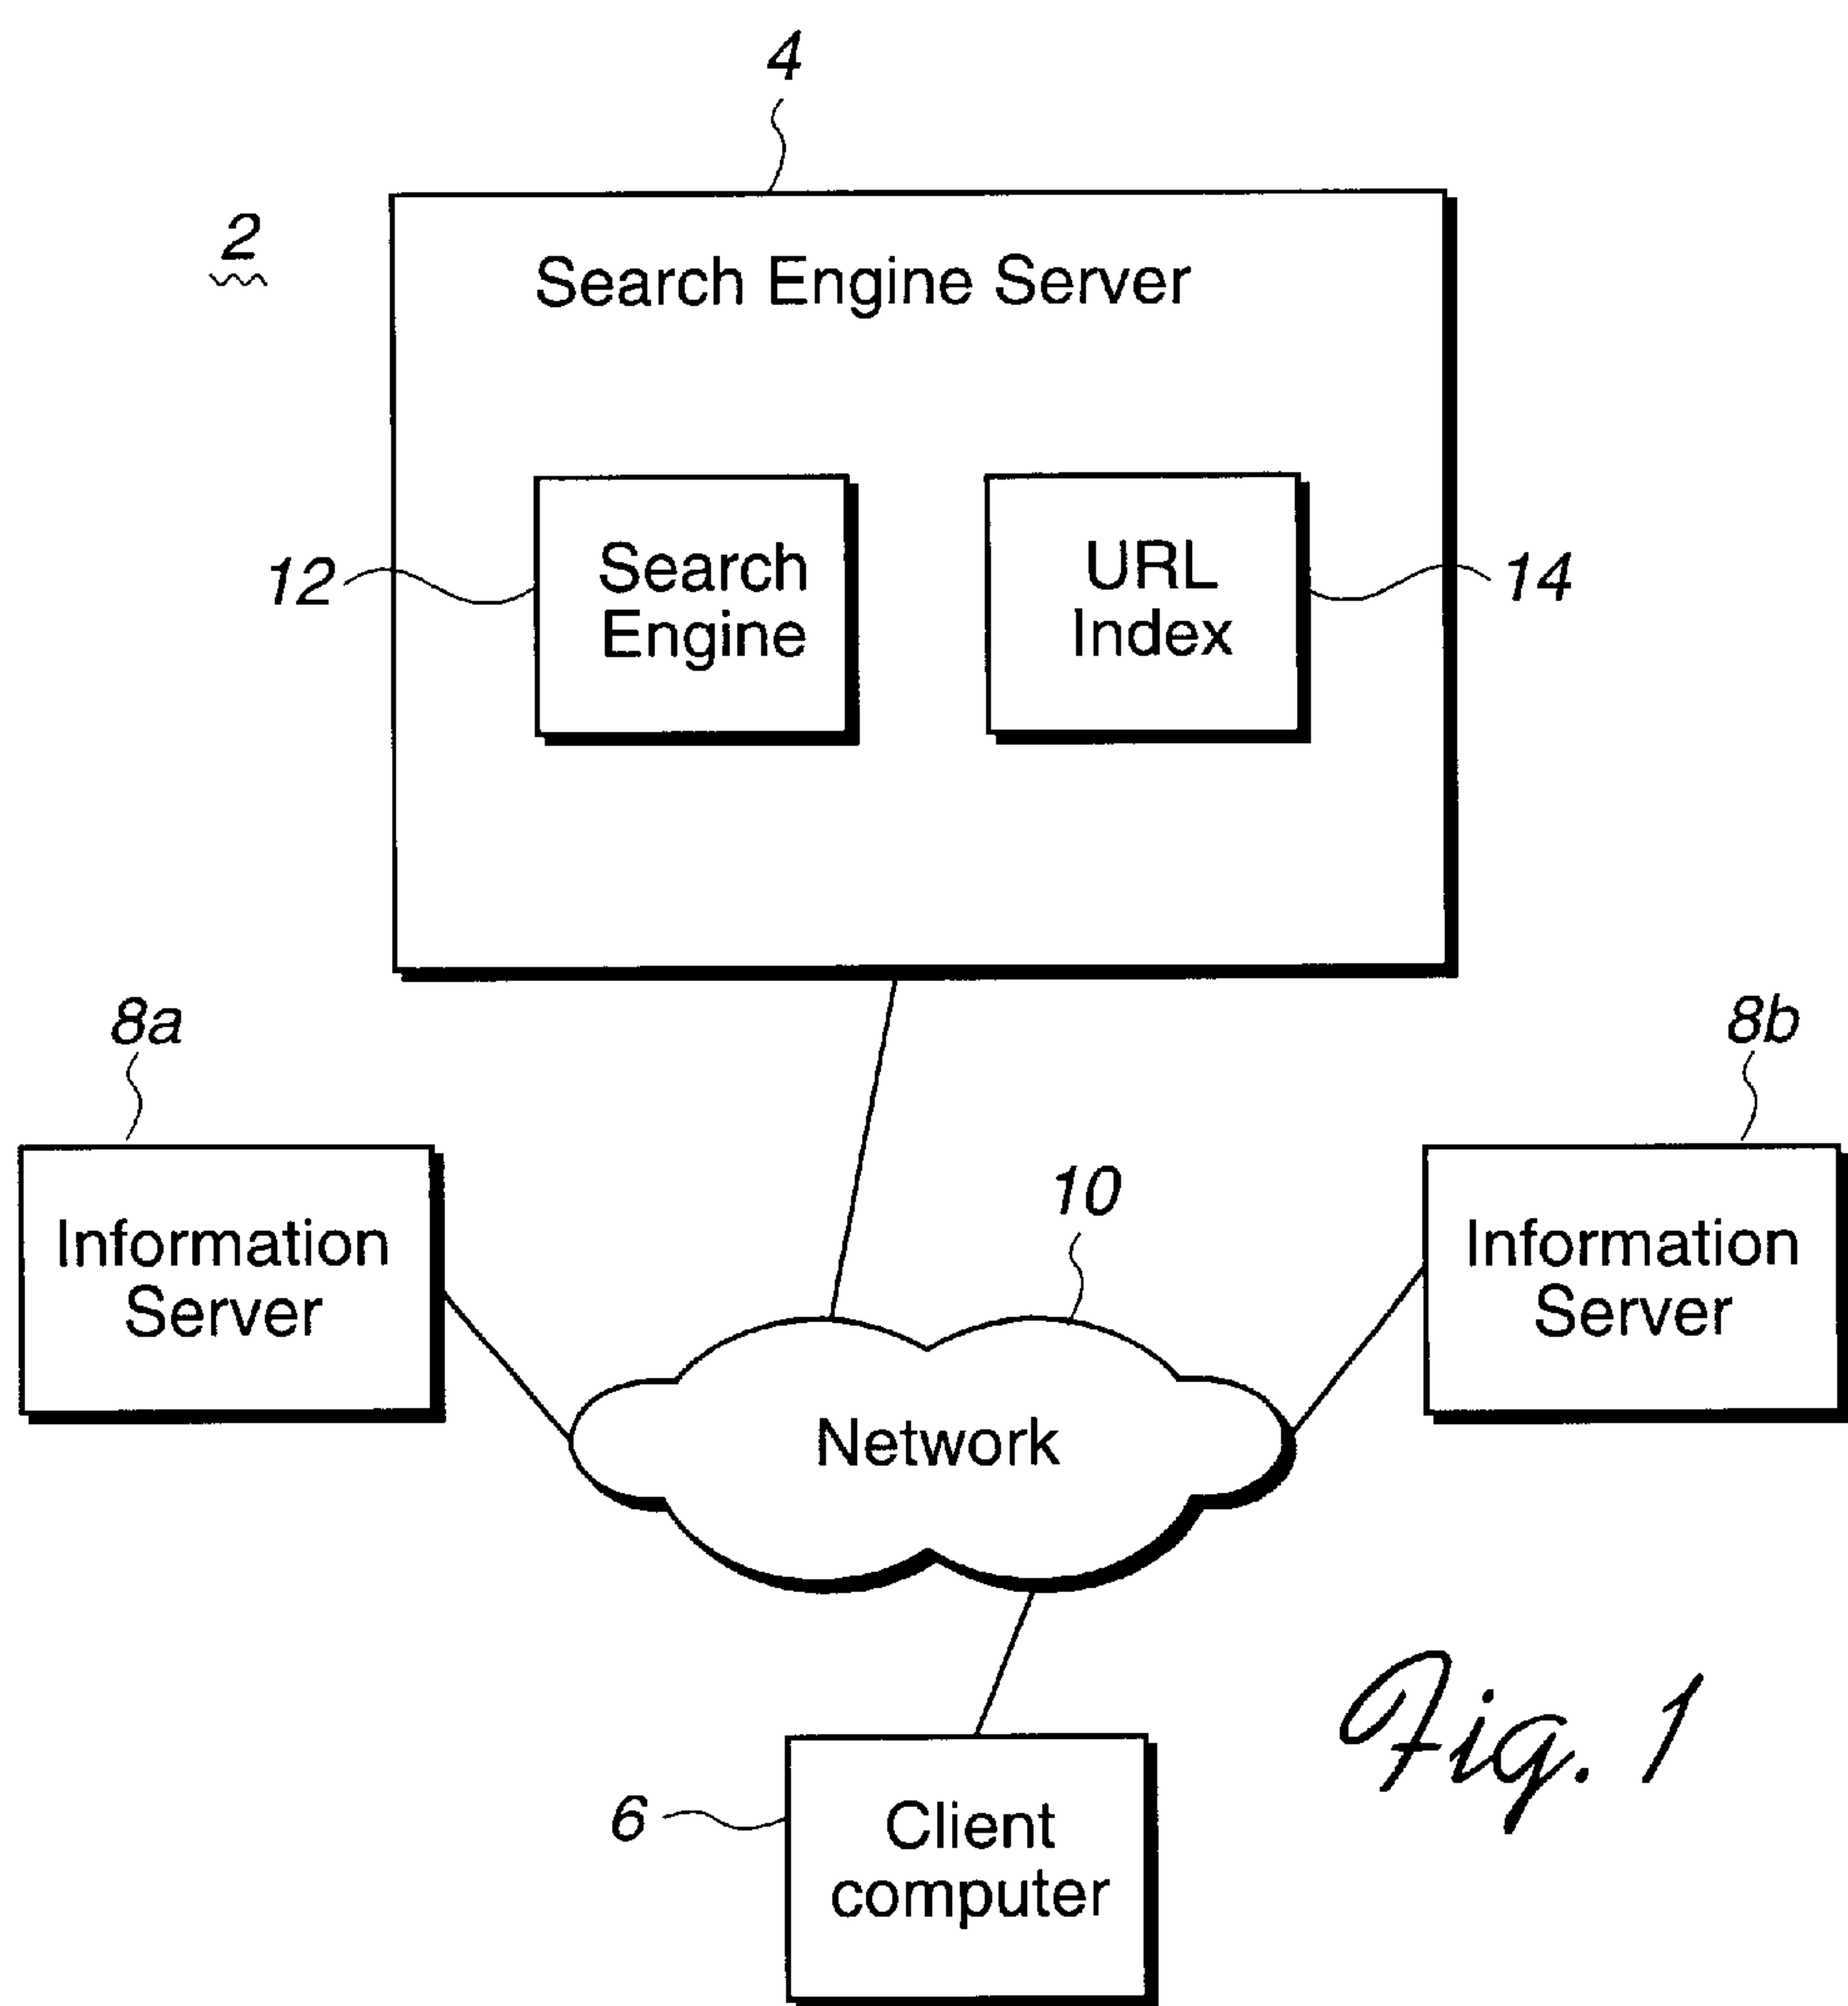 4
2
Search Engine Server
12
Search
Engine
URL
Index
14
8a
8b
10
Information
Server
Information
Server
Network
6
Client
computer
Fig. 1